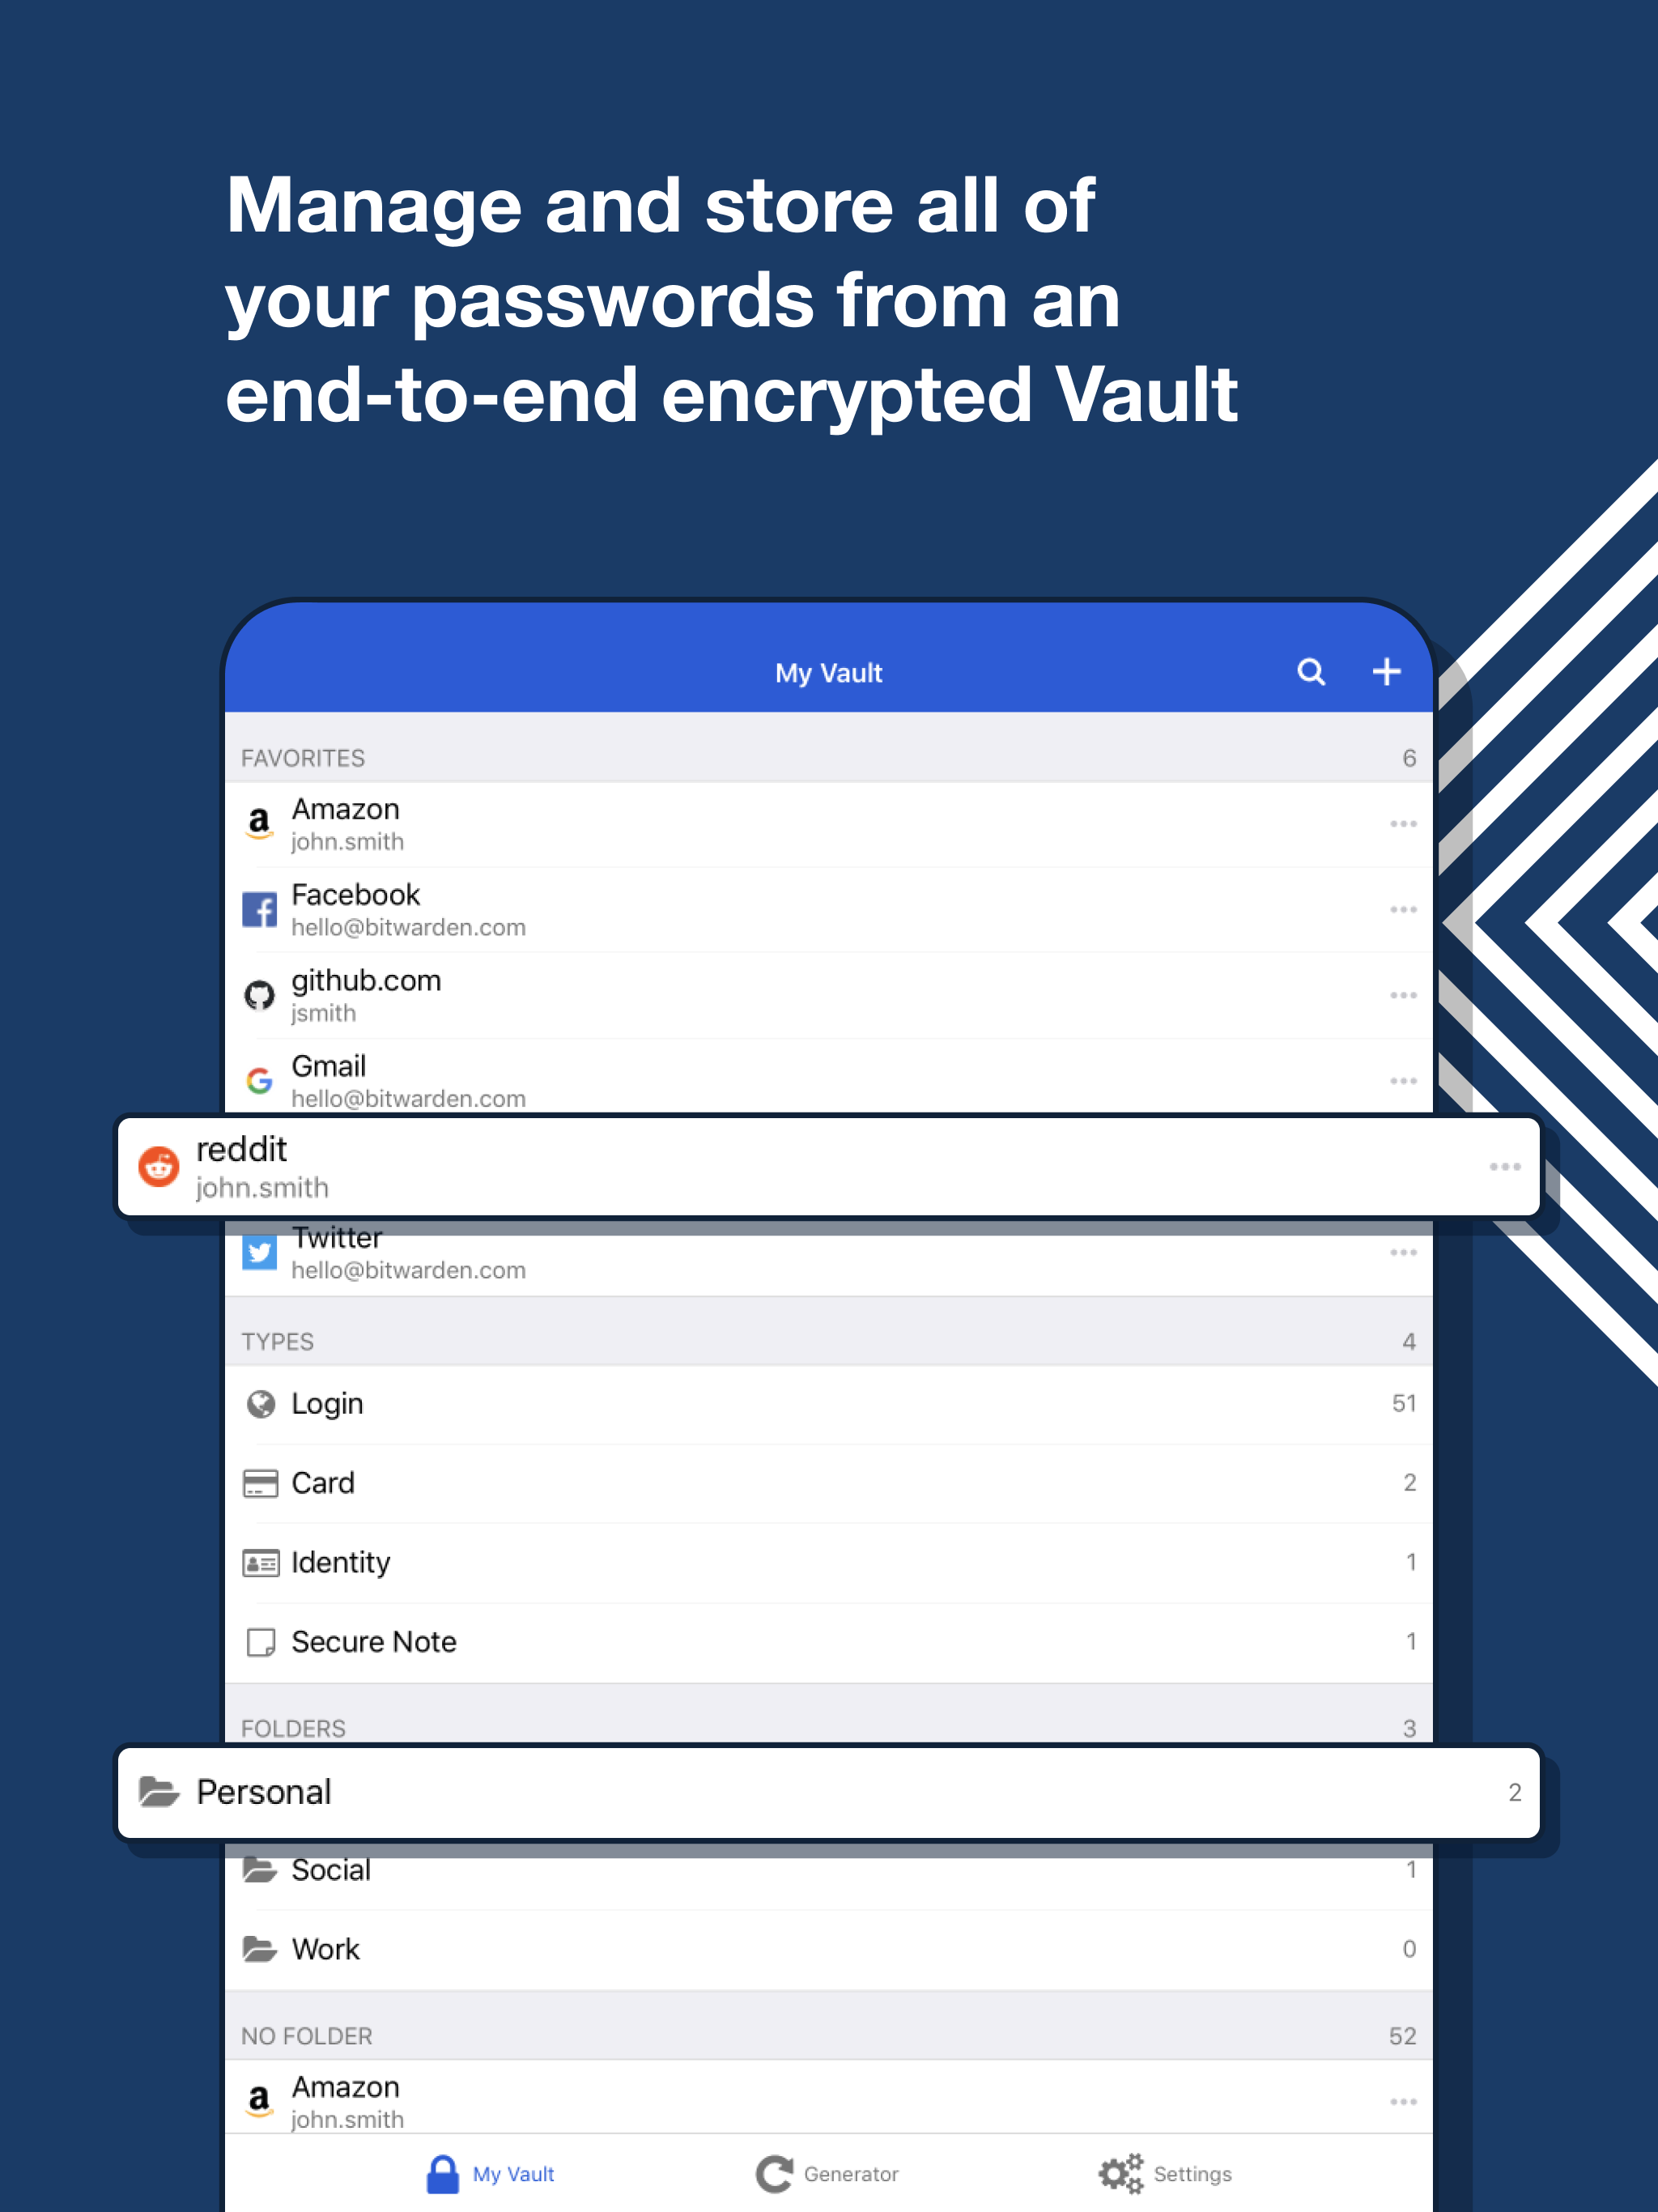 Manage and store all of
your passwords from an
end-to-end encrypted Vault
My Vault
FAVORITES 6
Amazon
john.smith
Facebook
hello@bitwarden.com
github.com
jsmith
Gmail
hello@bitwarden.com
reddit
john.smith
Twitter
hello@bitwarden.com
TYPES 4
Login 51
Card 2
Identity 1
Secure Note 1
FOLDERS 3
Personal 2
Social 1
Work 0
NO FOLDER 52
Amazon
john.smith
My Vault Generator Settings